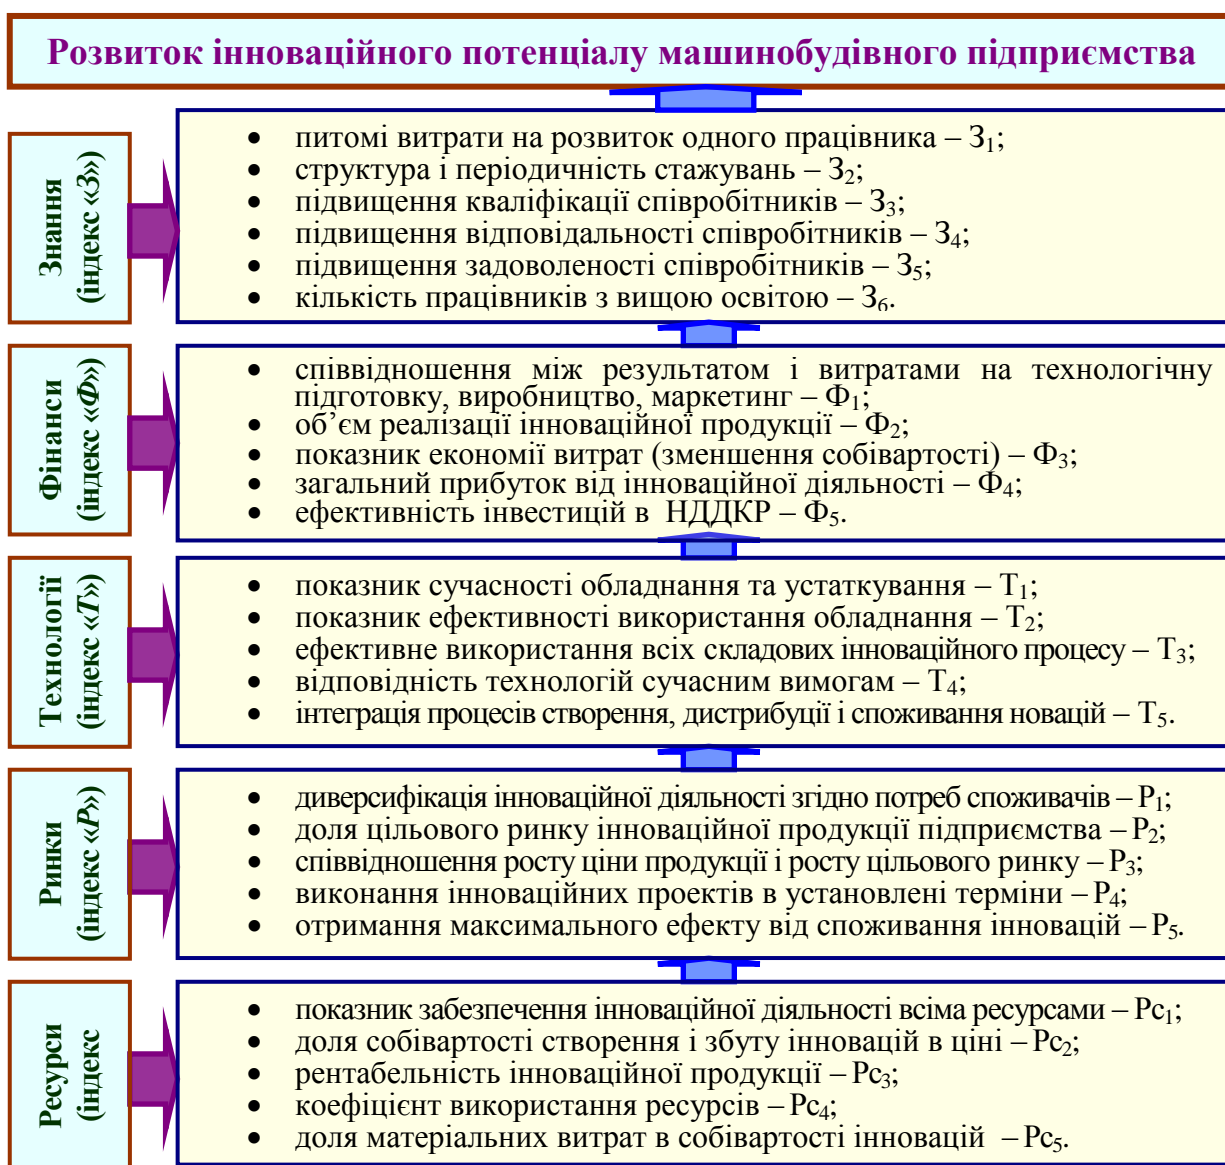 Розвиток інноваційного потенціалу машинобудівного підприємства
Знання
(індекс «З»)
• питомі витрати на розвиток одного працівника – З₁;
• структура і періодичність стажувань – З₂;
• підвищення кваліфікації співробітників – З₃;
• підвищення відповідальності співробітників – З₄;
• підвищення задоволеності співробітників – З₅;
• кількість працівників з вищою освітою – З₆.
Фінанси
(індекс «Ф»)
• співвідношення між результатом і витратами на технологічну
підготовку, виробництво, маркетинг – Ф₁;
• об’єм реалізації інноваційної продукції – Ф₂;
• показник економії витрат (зменшення собівартості) – Ф₃;
• загальний прибуток від інноваційної діяльності – Ф₄;
• ефективність інвестицій в НДДКР – Ф₅.
Технології
(індекс «Т»)
• показник сучасності обладнання та устаткування – Т₁;
• показник ефективності використання обладнання – Т₂;
• ефективне використання всіх складових інноваційного процесу – Т₃;
• відповідність технологій сучасним вимогам – Т₄;
• інтеграція процесів створення, дистрибуції і споживання новацій – Т₅.
Ринки
(індекс «Р»)
• диверсифікація інноваційної діяльності згідно потреб споживачів – Р₁;
• доля цільового ринку інноваційної продукції підприємства – Р₂;
• співвідношення росту ціни продукції і росту цільового ринку – Р₃;
• виконання інноваційних проектів в установлені терміни – Р₄;
• отримання максимального ефекту від споживання інновацій – Р₅.
Ресурси
(індекс
• показник забезпечення інноваційної діяльності всіма ресурсами – Рс₁;
• доля собівартості створення і збуту інновацій в ціні – Рс₂;
• рентабельність інноваційної продукції – Рс₃;
• коефіцієнт використання ресурсів – Рс₄;
• доля матеріальних витрат в собівартості інновацій – Рс₅.